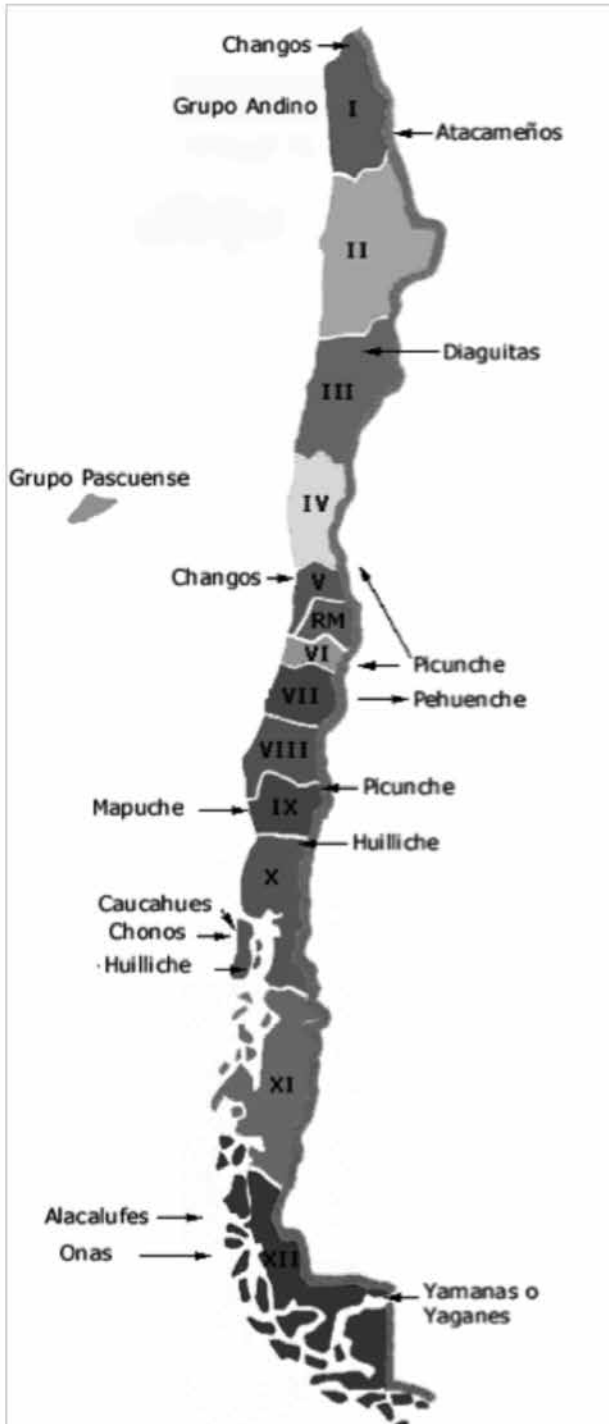 Changos
Grupo Andino
I
Atacameños
II
Diaguitas
III
Grupo Pascuense
IV
Changos
V
RM
VI
Picunche
VII
Pehuenche
VIII
Picunche
Mapuche
IX
Huilliche
X
Caucahues
Chonos
Huilliche
XI
Alacalufes
Onas
XII
Yamanas o
Yaganes